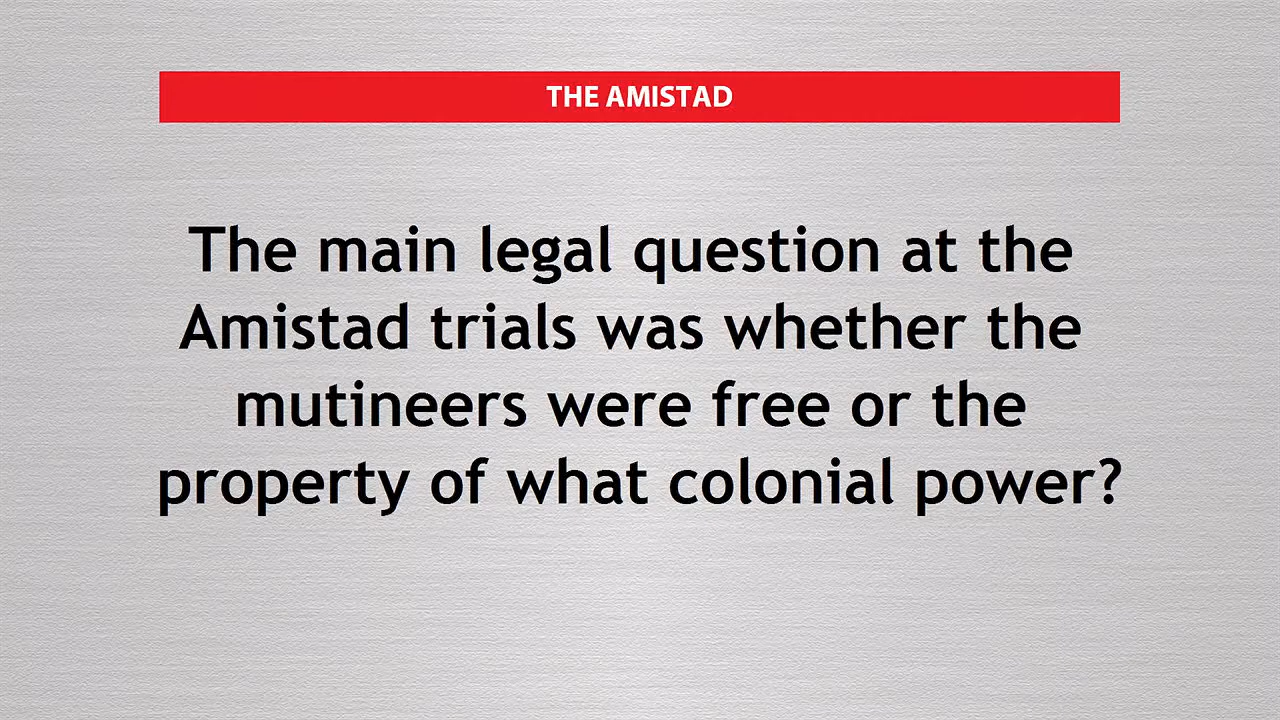 THE AMISTAD
The main legal question at the
Amistad trials was whether the
mutineers were free or the
property of what colonial power?